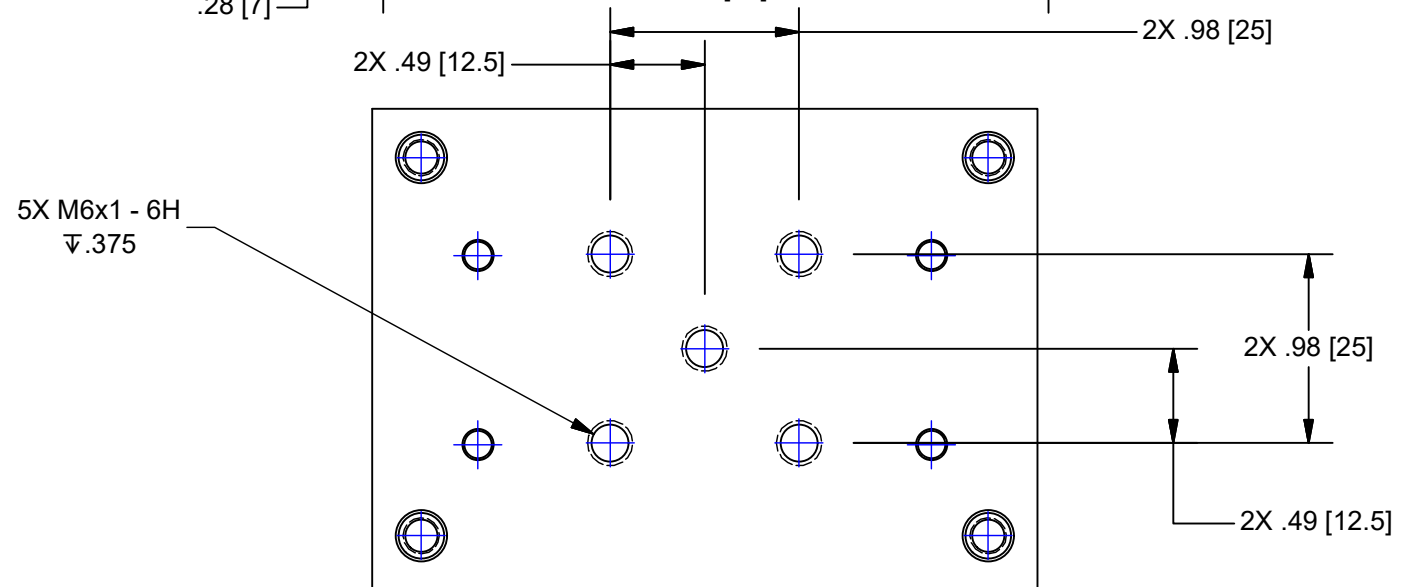 .28 [7]
2X .98 [25]
2X .49 [12.5]
5X M6x1 - 6H
↧.375
2X .98 [25]
2X .49 [12.5]